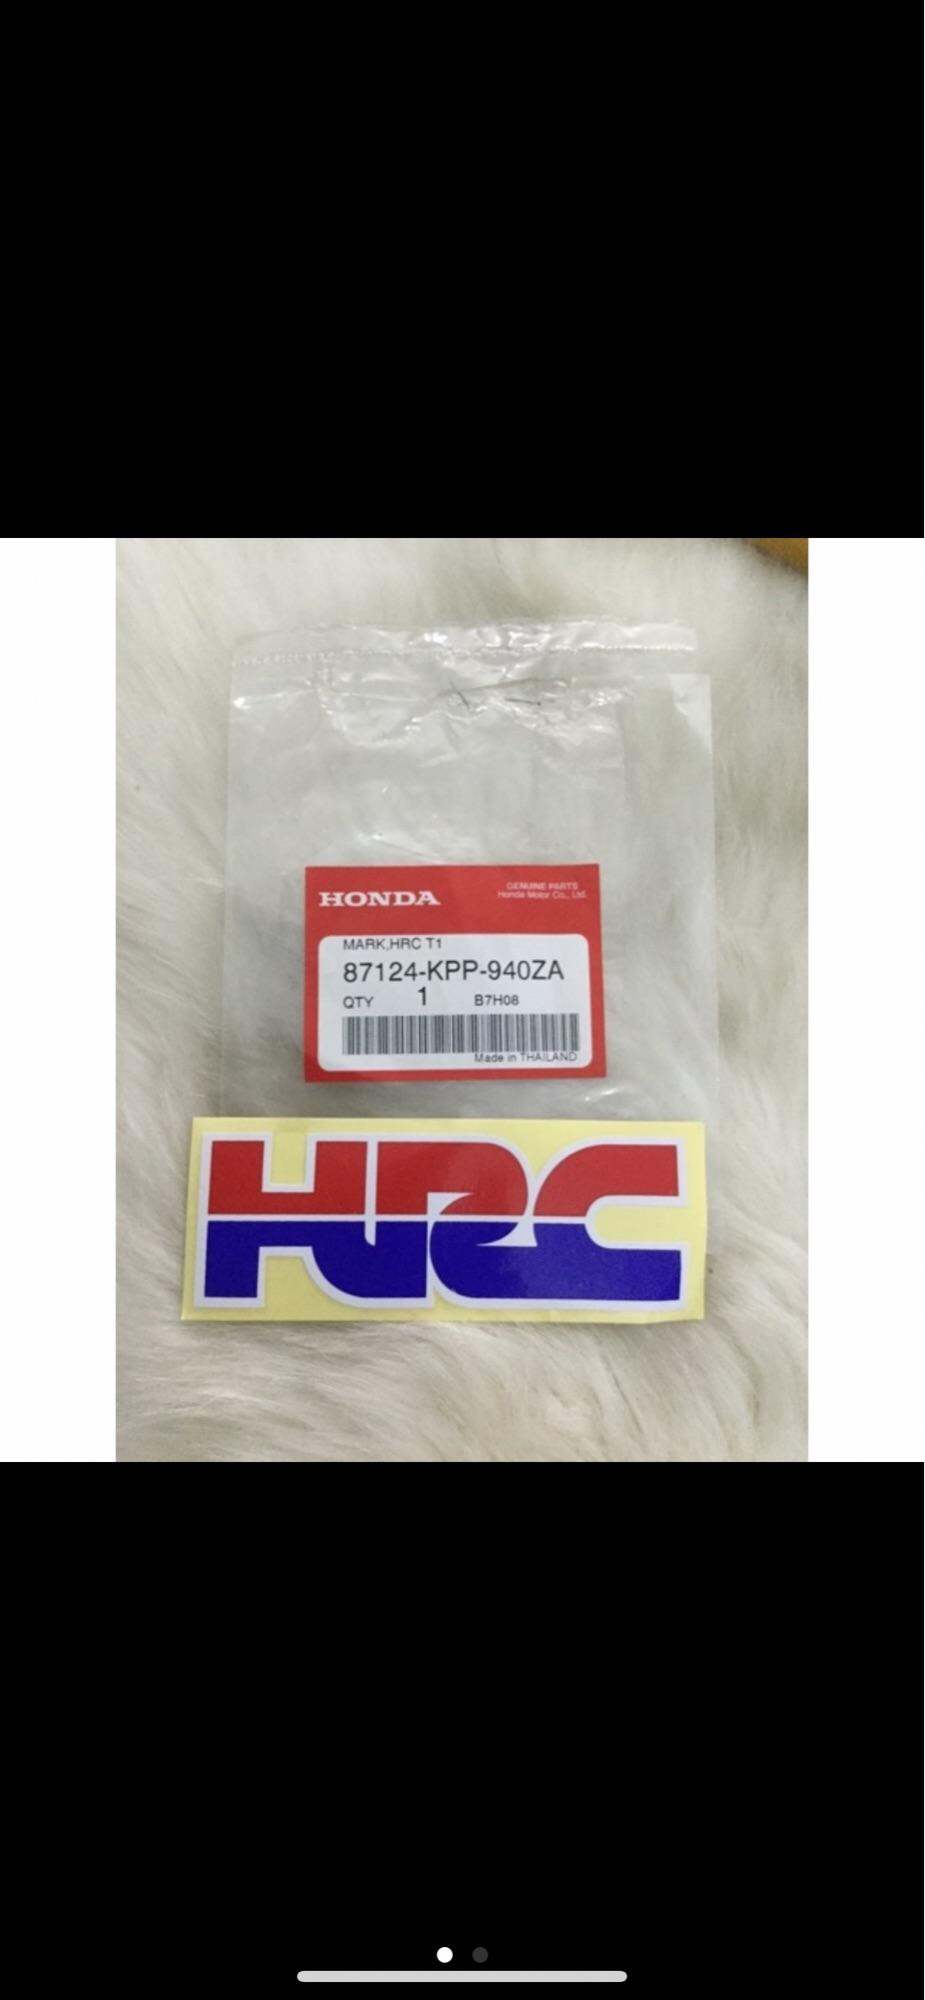 HONDA
GENUINE PARTS
Honda Motor Co., Ltd.
MARK,HRC T1
87124-KPP-940ZA
QTY 1 B7H08
Made in THAILAND
HRC